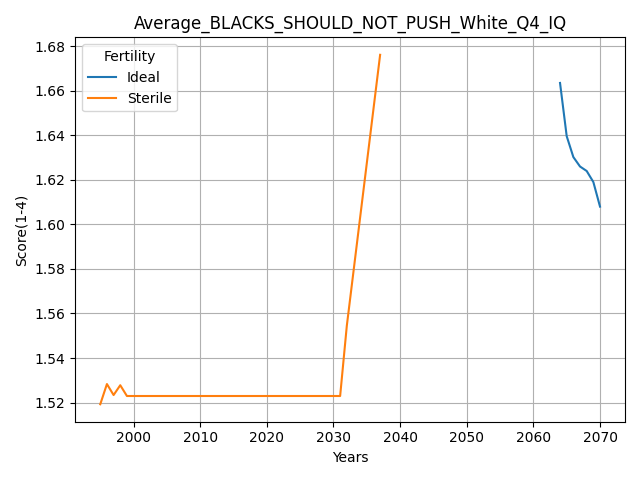 Average_BLACKS_SHOULD_NOT_PUSH_White_Q4_IQ
Fertility
Ideal
Sterile
Score(1-4)
1.68
1.66
1.64
1.62
1.60
1.58
1.56
1.54
1.52
2000 2010 2020 2030 2040 2050 2060 2070
Years